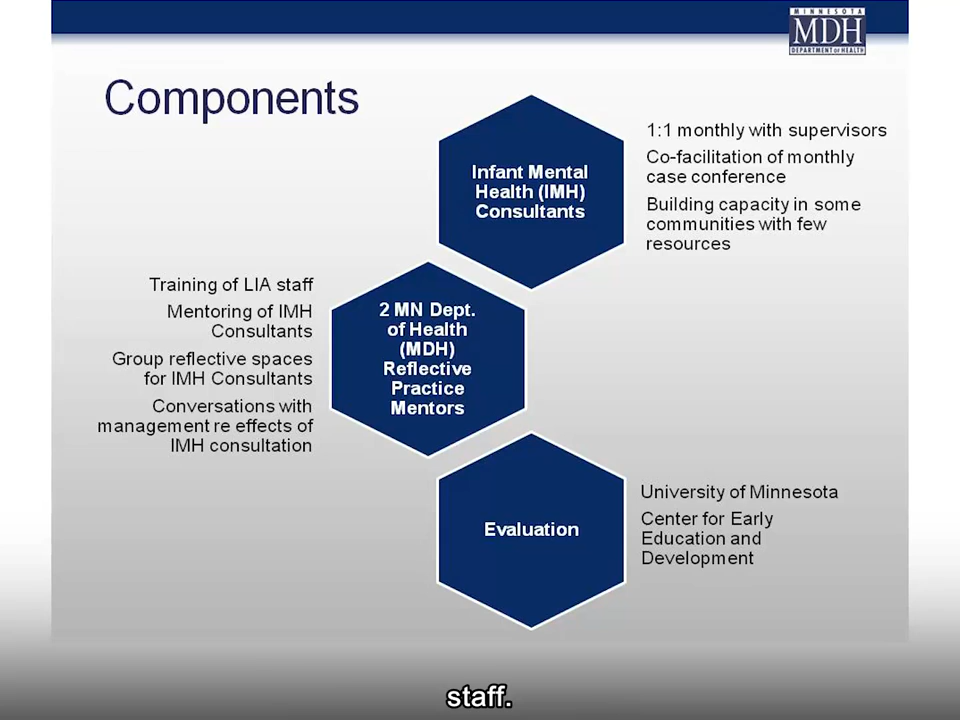 MINNESOTA
MDH
DEPARTMENT OF HEALTH
Components
Infant Mental
Health (IMH)
Consultants
1:1 monthly with supervisors
Co-facilitation of monthly
case conference
Building capacity in some
communities with few
resources
Training of LIA staff
Mentoring of IMH
Consultants
Group reflective spaces
for IMH Consultants
Conversations with
management re effects of
IMH consultation
2 MN Dept.
of Health
(MDH)
Reflective
Practice
Mentors
Evaluation
University of Minnesota
Center for Early
Education and
Development
staff.